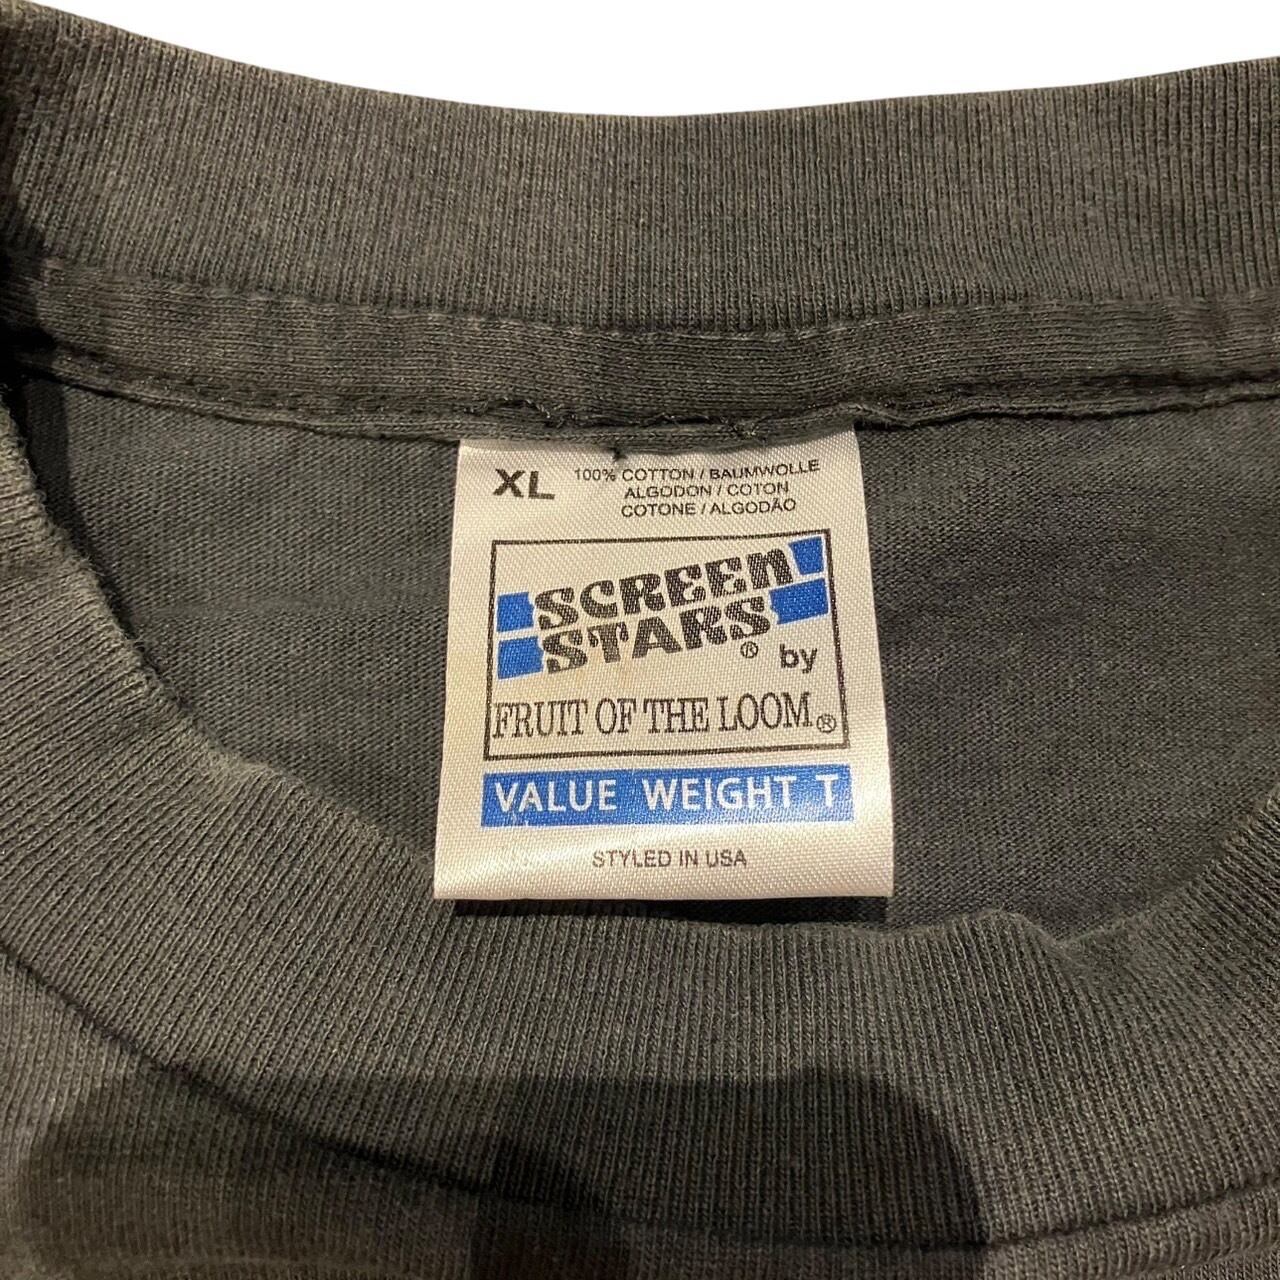 XL
100% COTTON / BAUMWOLLE
ALGODON / COTON
COTONE / ALGODÃO
SCREEN
STARS®
by
FRUIT OF THE LOOM®
VALUE WEIGHT T
STYLED IN USA